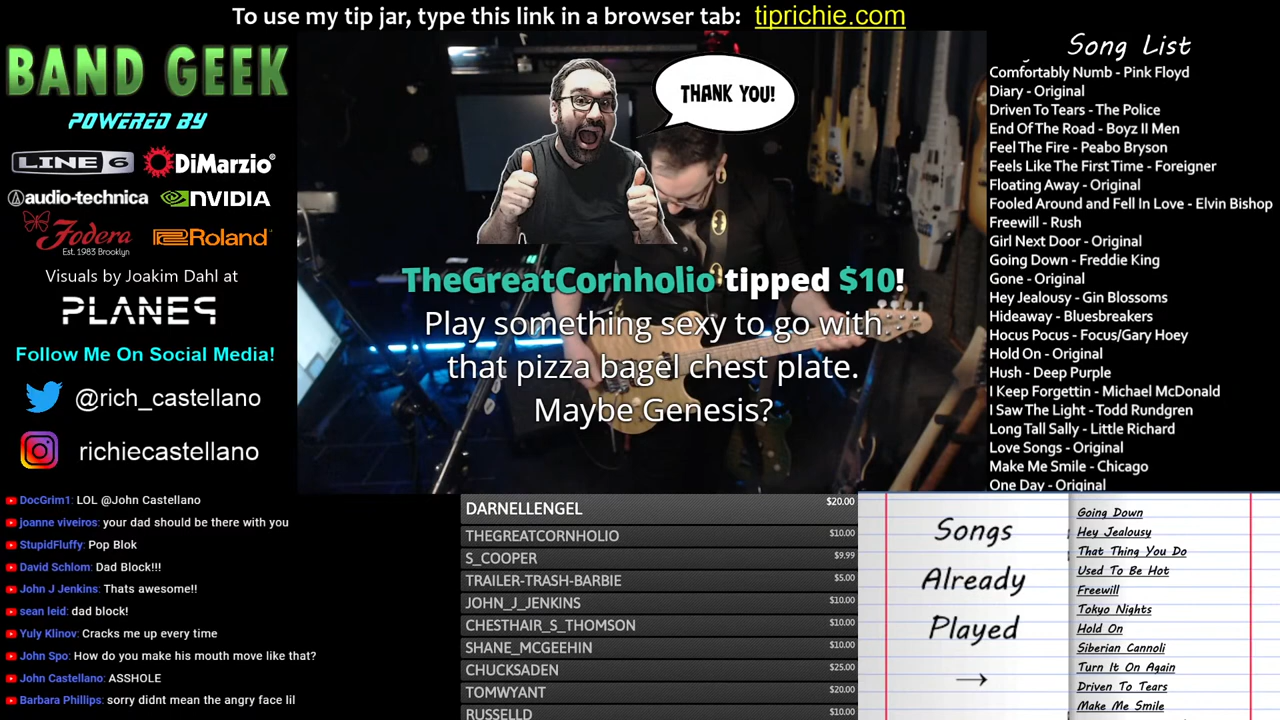 To use my tip jar, type this link in a browser tab: tiprichie.com
BAND GEEK
POWERED BY
LINE 6
DiMarzio
audio-technica
NVIDIA
Fodera
Est. 1983 Brooklyn
Roland
Visuals by Joakim Dahl at
PLANE9
Follow Me On Social Media!
@rich_castellano
richiecastellano
THANK YOU!
TheGreatCornholio tipped $10!
Play something sexy to go with
that pizza bagel chest plate.
Maybe Genesis?
Song List
Comfortably Numb - Pink Floyd
Diary - Original
Driven To Tears - The Police
End Of The Road - Boyz II Men
Feel The Fire - Peabo Bryson
Feels Like The First Time - Foreigner
Floating Away - Original
Fooled Around and Fell In Love - Elvin Bishop
Freewill - Rush
Girl Next Door - Original
Going Down - Freddie King
Gone - Original
Hey Jealousy - Gin Blossoms
Hideaway - Bluesbreakers
Hocus Pocus - Focus/Gary Hoey
Hold On - Original
Hush - Deep Purple
I Keep Forgettin - Michael McDonald
I Saw The Light - Todd Rundgren
Long Tall Sally - Little Richard
Love Songs - Original
Make Me Smile - Chicago
One Day - Original
DocGrim1: LOL @John Castellano
joanne viveiros: your dad should be there with you
StupidFluffy: Pop Blok
David Schlom: Dad Block!!!
John J Jenkins: Thats awesome!!
sean leid: dad block!
Yuly Klinov: Cracks me up every time
John Spo: How do you make his mouth move like that?
John Castellano: ASSHOLE
Barbara Phillips: sorry didnt mean the angry face lil
DARNELLENGEL $20.00
THEGREATCORNHOLIO $10.00
S_COOPER $9.99
TRAILER-TRASH-BARBIE $5.00
JOHN_J_JENKINS $10.00
CHESTHAIR_S_THOMSON $10.00
SHANE_MCGEEHIN $10.00
CHUCKSADEN $25.00
TOMWYANT $20.00
RUSSELLD $10.00
Songs
Already
Played
→
Going Down
Hey Jealousy
That Thing You Do
Used To Be Hot
Freewill
Tokyo Nights
Hold On
Siberian Cannoli
Turn It On Again
Driven To Tears
Make Me Smile